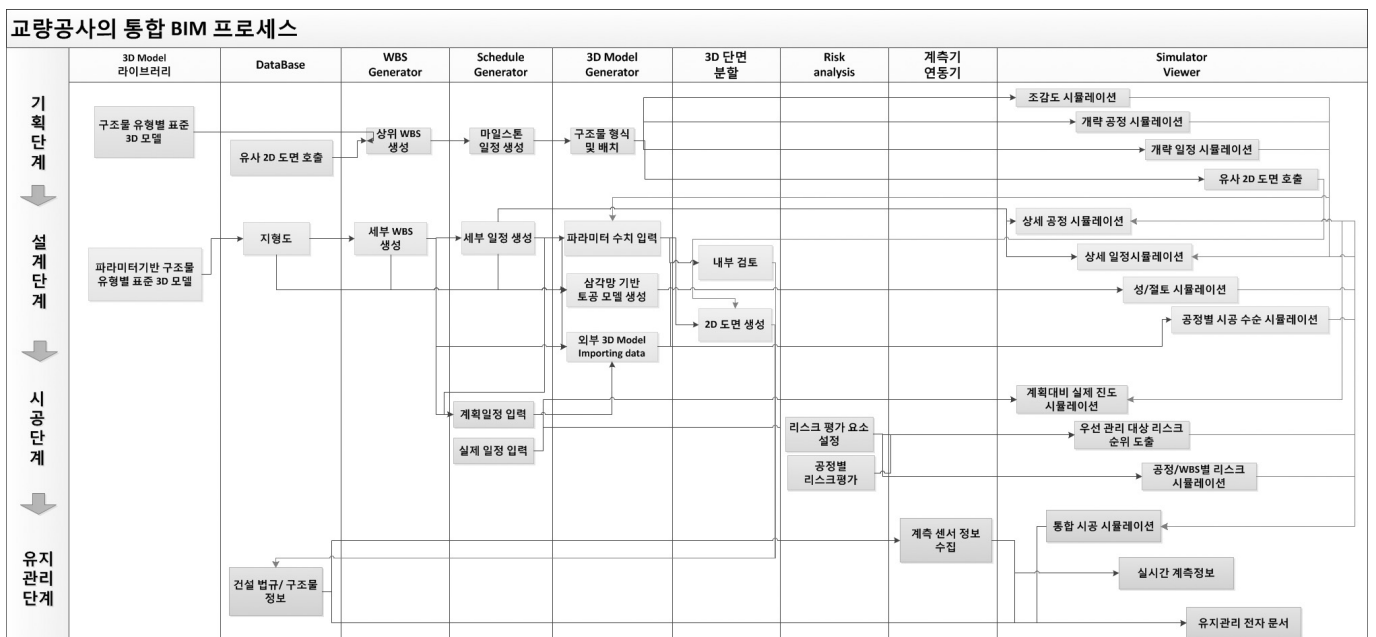 교량공사의 통합 BIM 프로세스
3D Model
라이브러리
DataBase
WBS
Generator
Schedule
Generator
3D Model
Generator
3D 단면
분할
Risk
analysis
계측기
연동기
Simulator
Viewer
기
획
단
계
구조물 유형별 표준
3D 모델
유사 2D 도면 호출
상위 WBS
생성
마일스톤
일정 생성
구조물 형식
및 배치
조감도 시뮬레이션
개략 공정 시뮬레이션
개략 일정 시뮬레이션
유사 2D 도면 호출
설
계
단
계
파라미터기반 구조물
유형별 표준 3D 모델
지형도
세부 WBS
생성
세부 일정 생성
파라미터 수치 입력
삼각망 기반
토공 모델 생성
외부 3D Model
Importing data
내부 검토
2D 도면 생성
상세 공정 시뮬레이션
상세 일정시뮬레이션
성/절토 시뮬레이션
공정별 시공 수순 시뮬레이션
시
공
단
계
계획일정 입력
실제 일정 입력
리스크 평가 요소
설정
공정별
리스크평가
계획대비 실제 진도
시뮬레이션
우선 관리 대상 리스크
순위 도출
공정/WBS별 리스크
시뮬레이션
유지
관리
단계
건설 법규/ 구조물
정보
계측 센서 정보
수집
통합 시공 시뮬레이션
실시간 계측정보
유지관리 전자 문서